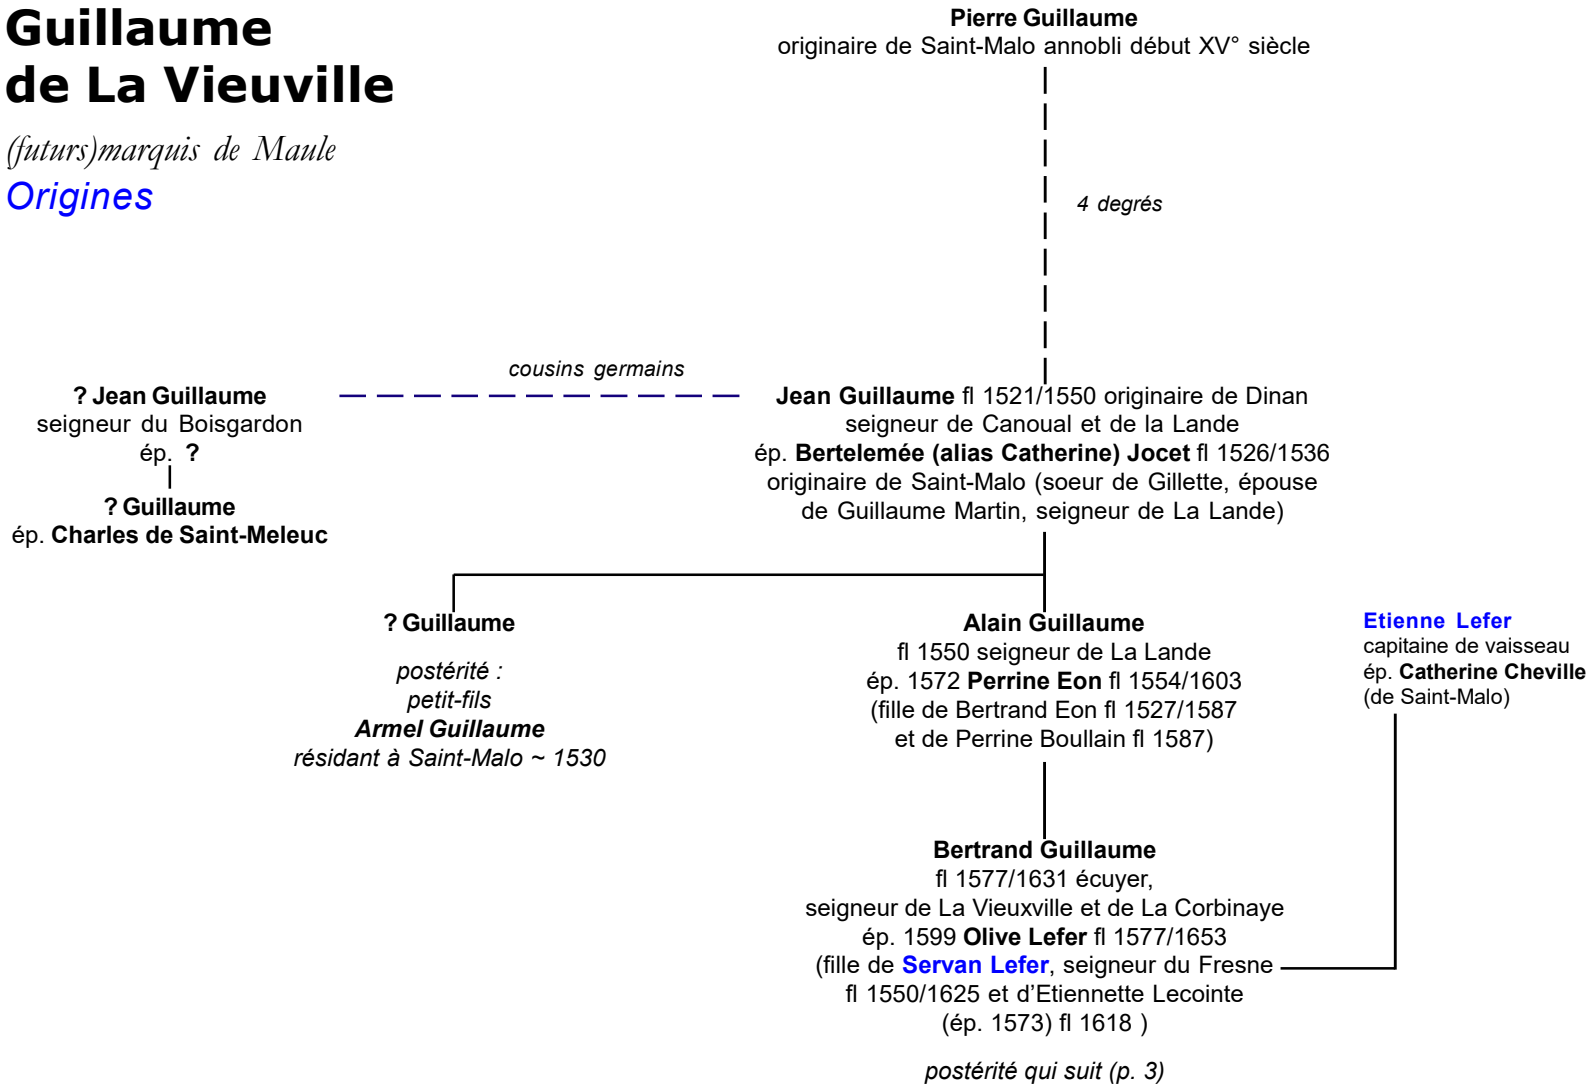 Guillaume
de La Vieuville
(futurs)marquis de Maule
Origines
Pierre Guillaume
originaire de Saint-Malo annobli début XV° siècle
4 degrés
cousins germains
? Jean Guillaume
seigneur du Boisgardon
ép. ?
? Guillaume
ép. Charles de Saint-Meleuc
Jean Guillaume fl 1521/1550 originaire de Dinan
seigneur de Canoual et de la Lande
ép. Bertelemée (alias Catherine) Jocet fl 1526/1536
originaire de Saint-Malo (soeur de Gillette, épouse
de Guillaume Martin, seigneur de La Lande)
? Guillaume
postérité :
petit-fils
Armel Guillaume
résidant à Saint-Malo ~ 1530
Alain Guillaume
fl 1550 seigneur de La Lande
ép. 1572 Perrine Eon fl 1554/1603
(fille de Bertrand Eon fl 1527/1587
et de Perrine Boullain fl 1587)
Etienne Lefer
capitaine de vaisseau
ép. Catherine Cheville
(de Saint-Malo)
Bertrand Guillaume
fl 1577/1631 écuyer,
seigneur de La Vieuxville et de La Corbinaye
ép. 1599 Olive Lefer fl 1577/1653
(fille de Servan Lefer, seigneur du Fresne
fl 1550/1625 et d'Etiennette Lecointe
(ép. 1573) fl 1618 )
postérité qui suit (p. 3)